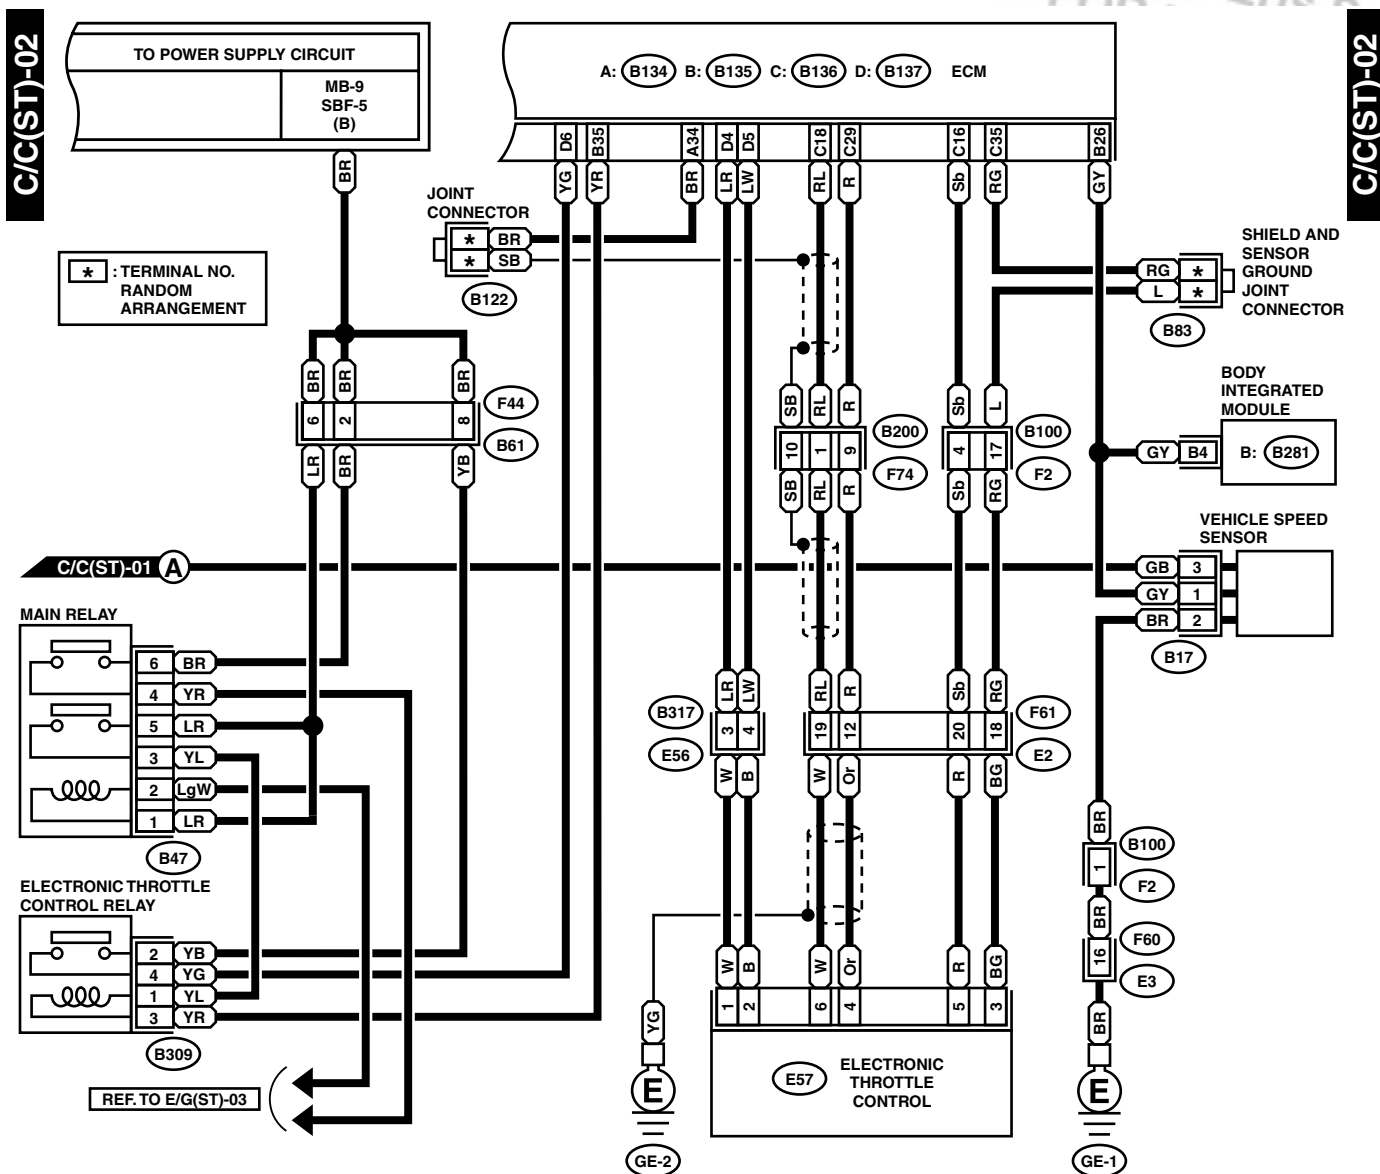 C/C(ST)-02
TO POWER SUPPLY CIRCUIT
MB-9
SBF-5
(B)
A: B134 B: B135 C: B136 D: B137 ECM
C/C(ST)-02
D6 B35 A34 D4 D5 C18 C29 C16 C35 B26
BR YG YR BR LR LW RL R Sb RG GY
JOINT
CONNECTOR
* BR
* SB
B122
* : TERMINAL NO.
RANDOM
ARRANGEMENT
SHIELD AND
SENSOR
GROUND
JOINT
CONNECTOR
RG *
L *
B83
BR BR BR
6 2 8
F44
B61
LR BR YB
SB RL R Sb L
10 1 9
B200
F74
4 17
B100
F2
SB RL R Sb RG
BODY
INTEGRATED
MODULE
GY B4 B: B281
VEHICLE SPEED
SENSOR
C/C(ST)-01 A
GB 3
GY 1
BR 2
B17
MAIN RELAY
6 BR
4 YR
5 LR
3 YL
2 LgW
1 LR
B47
LR LW RL R Sb RG
B317
3 4
E56
19 12 20 18
F61
E2
W B W Or R BG
BR
1
B100
F2
BR
16
F60
E3
BR
E
GE-1
ELECTRONIC THROTTLE
CONTROL RELAY
2 YB
4 YG
1 YL
3 YR
B309
REF. TO E/G(ST)-03
YG
E
GE-2
W B W Or R BG
1 2 6 4 5 3
E57
ELECTRONIC
THROTTLE
CONTROL